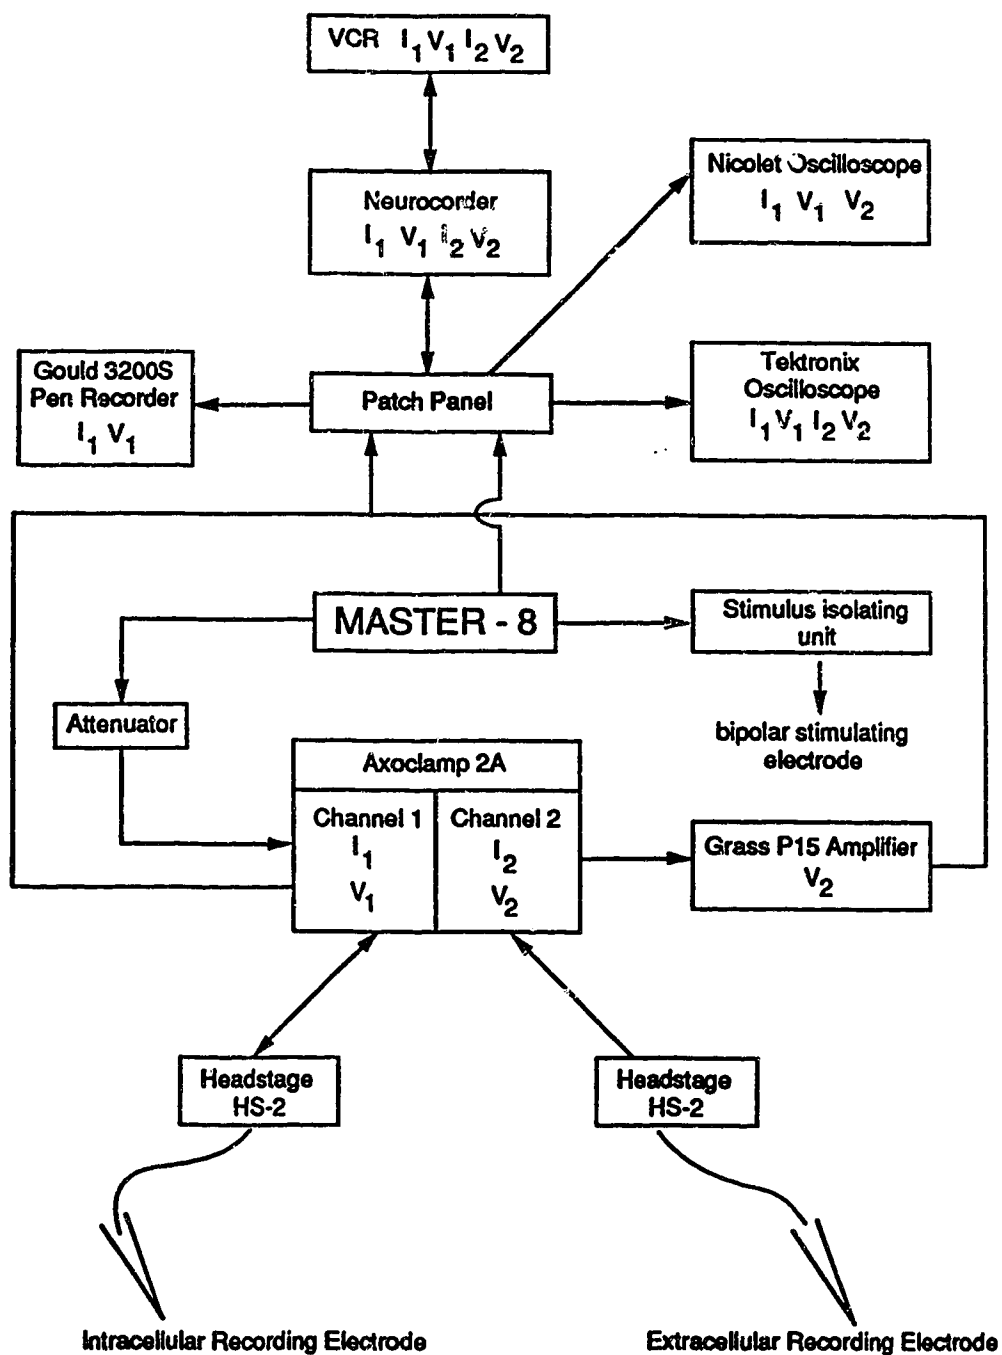 VCR I1 V1 I2 V2
Neurocorder
I1 V1 I2 V2
Nicolet Oscilloscope
I1 V1 V2
Gould 3200S
Pen Recorder
I1 V1
Patch Panel
Tektronix
Oscilloscope
I1 V1 I2 V2
MASTER - 8
Stimulus isolating
unit
Attenuator
bipolar stimulating
electrode
Axoclamp 2A
Channel 1
I1
V1
Channel 2
I2
V2
Grass P15 Amplifier
V2
Headstage
HS-2
Headstage
HS-2
Intracellular Recording Electrode
Extracellular Recording Electrode